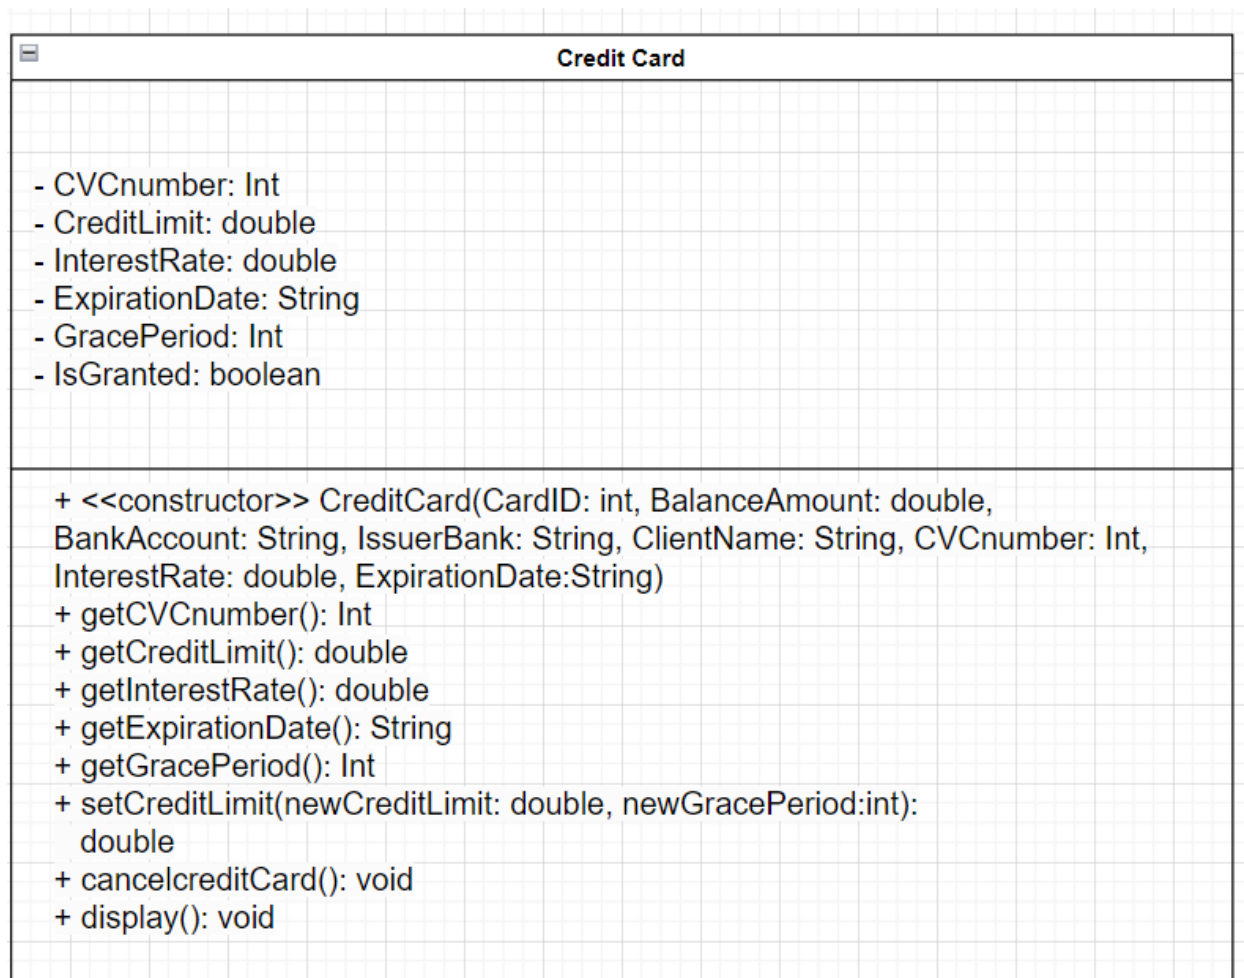 Credit Card
- CVCnumber: Int
- CreditLimit: double
- InterestRate: double
- ExpirationDate: String
- GracePeriod: Int
- IsGranted: boolean
+ <<constructor>> CreditCard(CardID: int, BalanceAmount: double,
BankAccount: String, IssuerBank: String, ClientName: String, CVCnumber: Int,
InterestRate: double, ExpirationDate:String)
+ getCVCnumber(): Int
+ getCreditLimit(): double
+ getInterestRate(): double
+ getExpirationDate(): String
+ getGracePeriod(): Int
+ setCreditLimit(newCreditLimit: double, newGracePeriod:int):
double
+ cancelcreditCard(): void
+ display(): void